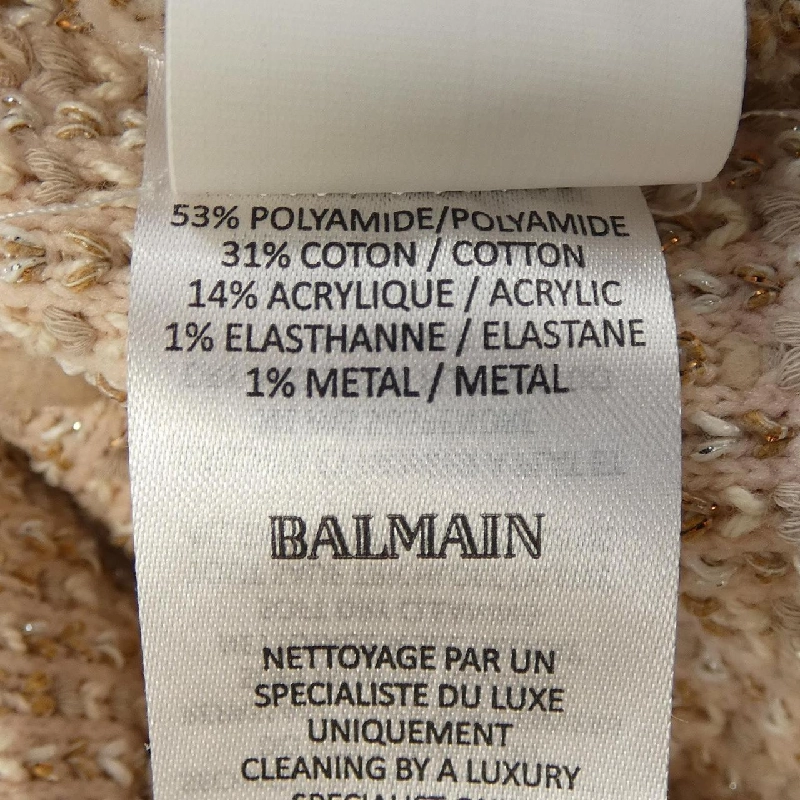 53% POLYAMIDE/POLYAMIDE
31% COTON / COTTON
14% ACRYLIQUE / ACRYLIC
1% ELASTHANNE / ELASTANE
1% METAL / METAL
BALMAIN
NETTOYAGE PAR UN
SPECIALISTE DU LUXE
UNIQUEMENT
CLEANING BY A LUXURY
SPECIALIST